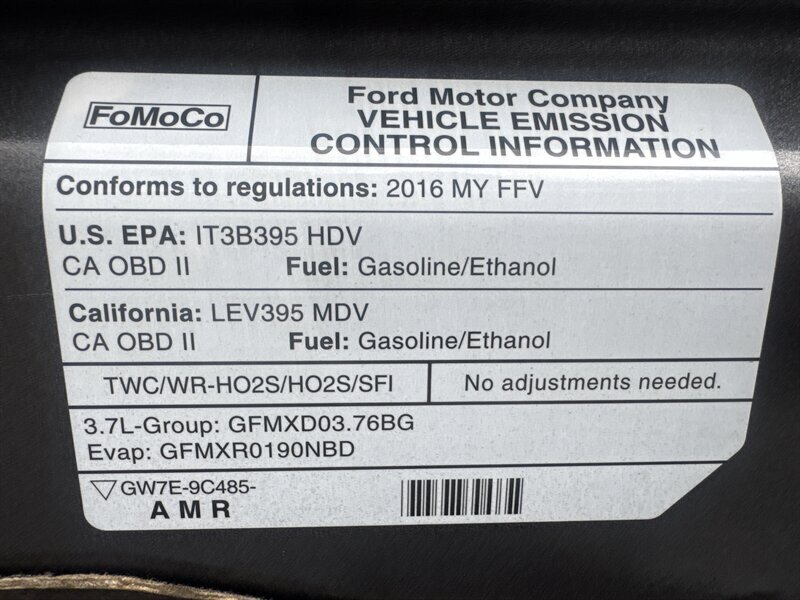 FoMoCo
Ford Motor Company
VEHICLE EMISSION
CONTROL INFORMATION
Conforms to regulations: 2016 MY FFV
U.S. EPA: IT3B395 HDV
CA OBD II Fuel: Gasoline/Ethanol
California: LEV395 MDV
CA OBD II Fuel: Gasoline/Ethanol
TWC/WR-HO2S/HO2S/SFI No adjustments needed.
3.7L-Group: GFMXD03.76BG
Evap: GFMXR0190NBD
GW7E-9C485-
AMR